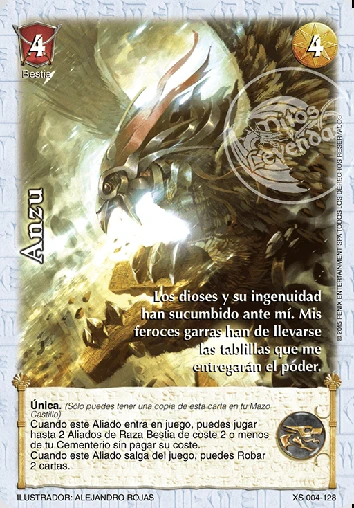 4
4
Bestia
Mitos y Leyendas
Anzu
Los dioses y su ingenuidad
han sucumbido ante mí. Mis
feroces garras han de llevarse
las tablillas que me
entregarán el poder.
Única. (Sólo puedes tener una copia de esta carta en tu Mazo
Castillo)
Cuando este Aliado entra en juego, puedes jugar
hasta 2 Aliados de Raza Bestia de coste 2 o menos
de tu Cementerio sin pagar su coste.
Cuando este Aliado salga del juego, puedes Robar
2 cartas.
ILUSTRADOR: ALEJANDRO ROJAS
XS-004-128